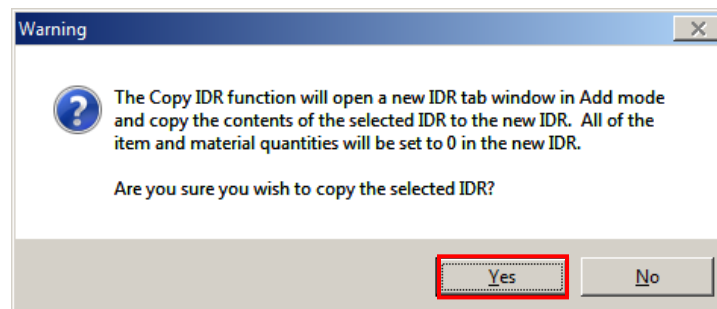 Warning
The Copy IDR function will open a new IDR tab window in Add mode
and copy the contents of the selected IDR to the new IDR.  All of the
item and material quantities will be set to 0 in the new IDR.
Are you sure you wish to copy the selected IDR?
Yes
No